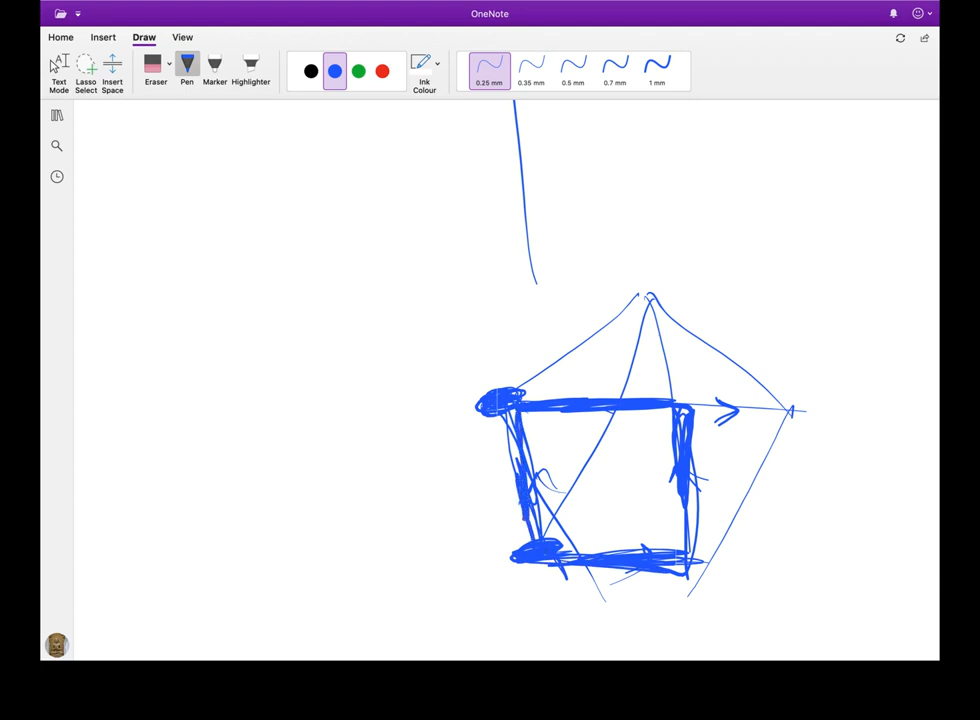 OneNote
Home Insert Draw View
Text Mode
Lasso Select
Insert Space
Eraser
Pen
Marker
Highlighter
Ink Colour
0.25 mm
0.35 mm
0.5 mm
0.7 mm
1 mm